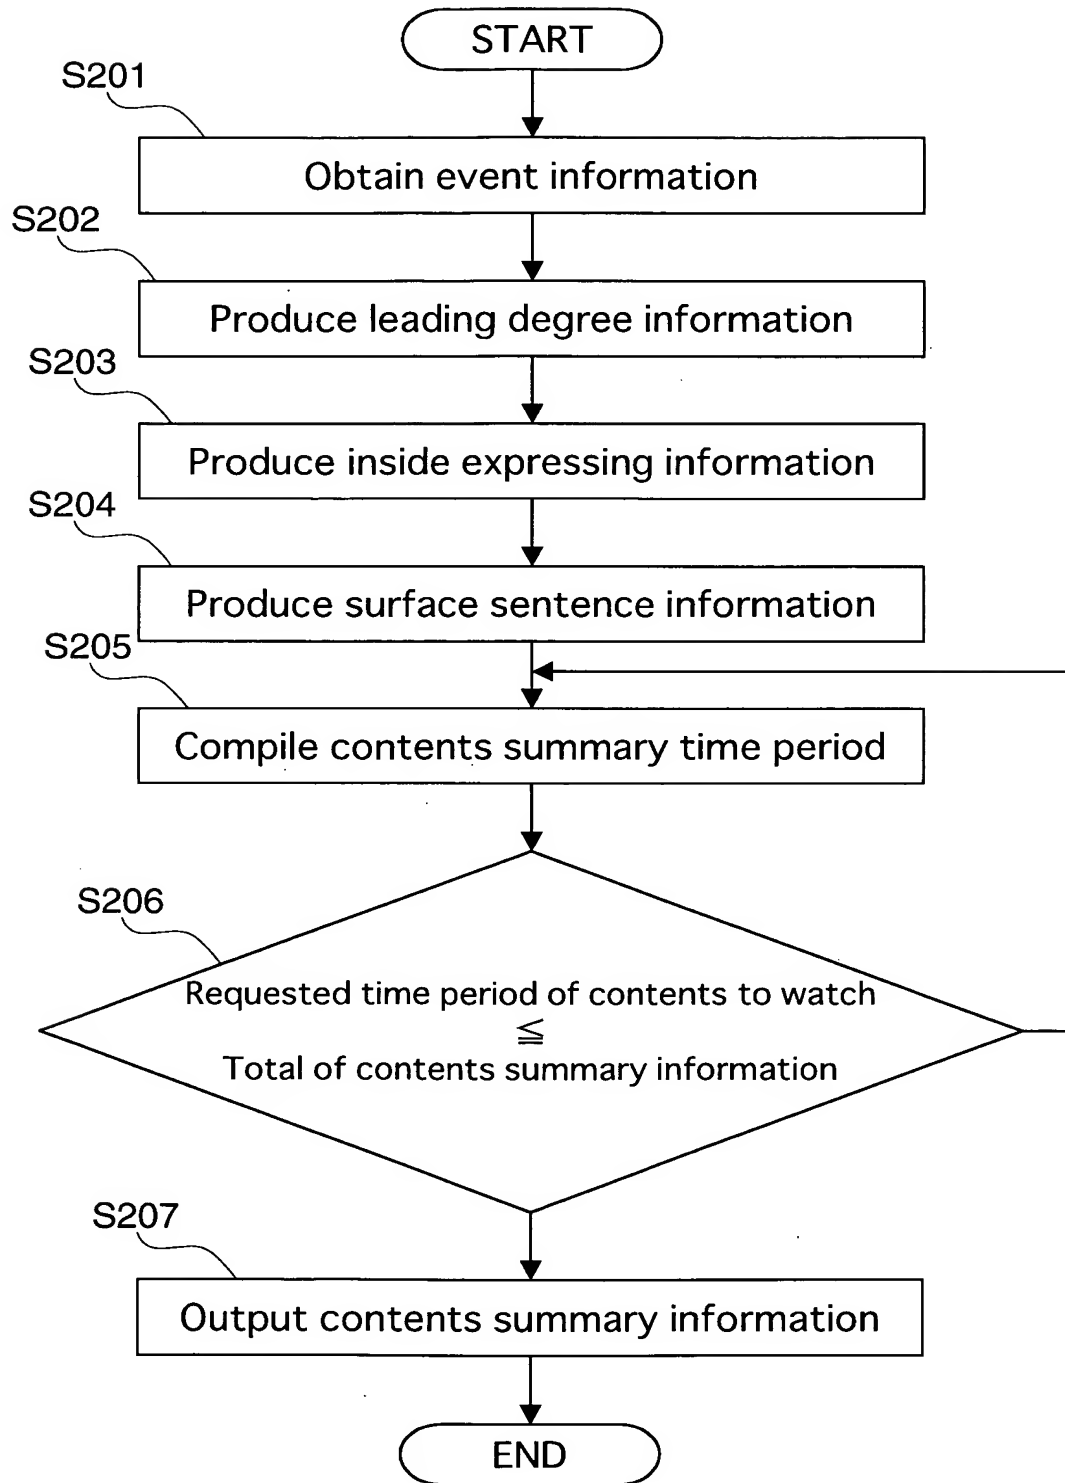 START
S201
Obtain event information
S202
Produce leading degree information
S203
Produce inside expressing information
S204
Produce surface sentence information
S205
Compile contents summary time period
S206
Requested time period of contents to watch
≦
Total of contents summary information
S207
Output contents summary information
END